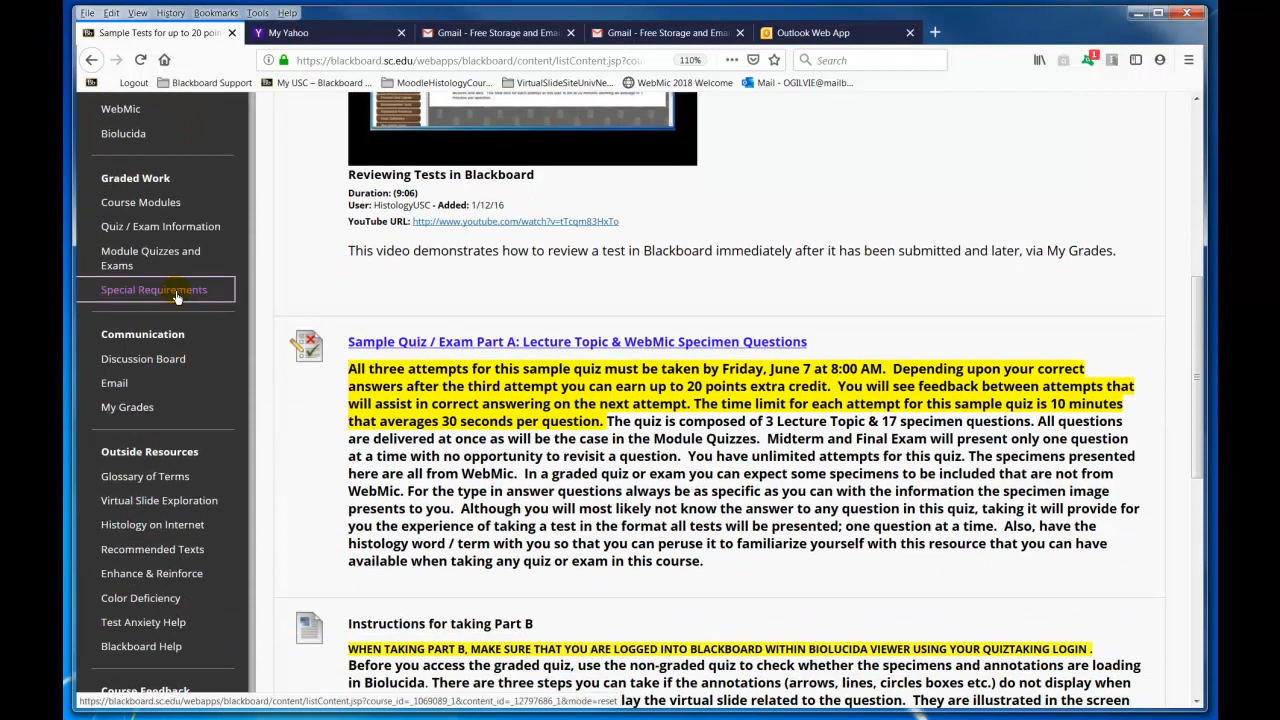 File Edit View History Bookmarks Tools Help
Sample Tests for up to 20 poin
My Yahoo
Gmail - Free Storage and Ema
Gmail - Free Storage and Ema
Outlook Web App
https://blackboard.sc.edu/webapps/blackboard/content/listContent.jsp?cour
110%
Search
1
Logout
Blackboard Support
My USC – Blackboard ...
MoodleHistologyCour...
VirtualSlideSiteUnivNe...
WebMic 2018 Welcome
Mail - OGILVIE@mailb...
WebMic
Biolucida
Graded Work
Course Modules
Quiz / Exam Information
Module Quizzes and
Exams
Special Requirements
Communication
Discussion Board
Email
My Grades
Outside Resources
Glossary of Terms
Virtual Slide Exploration
Histology on Internet
Recommended Texts
Enhance & Reinforce
Color Deficiency
Test Anxiety Help
Blackboard Help
Course Feedback
Reviewing Tests in Blackboard
Duration: (9:06)
User: HistologyUSC - Added: 1/12/16
YouTube URL: http://www.youtube.com/watch?v=tTcqm83HxTo
This video demonstrates how to review a test in Blackboard immediately after it has been submitted and later, via My Grades.
Sample Quiz / Exam Part A: Lecture Topic & WebMic Specimen Questions
All three attempts for this sample quiz must be taken by Friday, June 7 at 8:00 AM. Depending upon your correct
answers after the third attempt you can earn up to 20 points extra credit. You will see feedback between attempts that
will assist in correct answering on the next attempt. The time limit for each attempt for this sample quiz is 10 minutes
that averages 30 seconds per question. The quiz is composed of 3 Lecture Topic & 17 specimen questions. All questions
are delivered at once as will be the case in the Module Quizzes. Midterm and Final Exam will present only one question
at a time with no opportunity to revisit a question. You have unlimited attempts for this quiz. The specimens presented
here are all from WebMic. In a graded quiz or exam you can expect some specimens to be included that are not from
WebMic. For the type in answer questions always be as specific as you can with the information the specimen image
presents to you. Although you will most likely not know the answer to any question in this quiz, taking it will provide for
you the experience of taking a test in the format all tests will be presented; one question at a time. Also, have the
histology word / term with you so that you can peruse it to familiarize yourself with this resource that you can have
available when taking any quiz or exam in this course.
Instructions for taking Part B
WHEN TAKING PART B, MAKE SURE THAT YOU ARE LOGGED INTO BLACKBOARD WITHIN BIOLUCIDA VIEWER USING YOUR QUIZTAKING LOGIN .
Before you access the graded quiz, use the non-graded quiz to check whether the specimens and annotations are loading
in Biolucida. There are three steps you can take if the annotations (arrows, lines, circles boxes etc.) do not display when
lay the virtual slide related to the question. They are illustrated in the screen
https://blackboard.sc.edu/webapps/blackboard/content/listContent.jsp?course_id=_1069089_1&content_id=_12797686_1&mode=reset